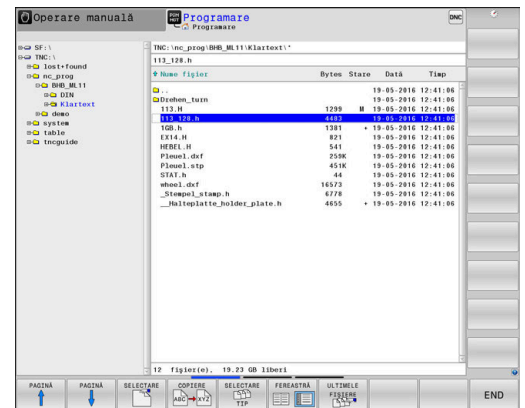 Operare manuală
PGM
MGT
Programare
Programare
DNC
SF:\
TNC:\
lost+found
nc_prog
BHB_ML11
DIN
Klartext
demo
system
table
tncguide
TNC:\nc_prog\BHB_ML11\Klartext\*
113_128.h
Nume fişier Bytes Stare Dată Timp
.. 19-05-2016 12:41:06
Drehen_turn 19-05-2016 12:41:06
113.H 1299 M 19-05-2016 12:41:06
113_128.h 4483 19-05-2016 12:41:06
1GB.h 1381 + 19-05-2016 12:41:06
EX14.H 821 19-05-2016 12:41:06
HEBEL.H 541 19-05-2016 12:41:06
Pleuel.dxf 259K 19-05-2016 12:41:06
Pleuel.stp 451K 19-05-2016 12:41:06
STAT.h 44 19-05-2016 12:41:06
wheel.dxf 16573 19-05-2016 12:41:06
_Stempel_stamp.h 6778 19-05-2016 12:41:06
__Halteplatte_holder_plate.h 4655 + 19-05-2016 12:41:06
12 fişier(e), 19.23 GB liberi
PAGINĂ
PAGINĂ
SELECTARE
COPIERE
ABC XYZ
SELECTARE
TIP
FEREASTRĂ
ULTIMELE
FIŞIERE
END